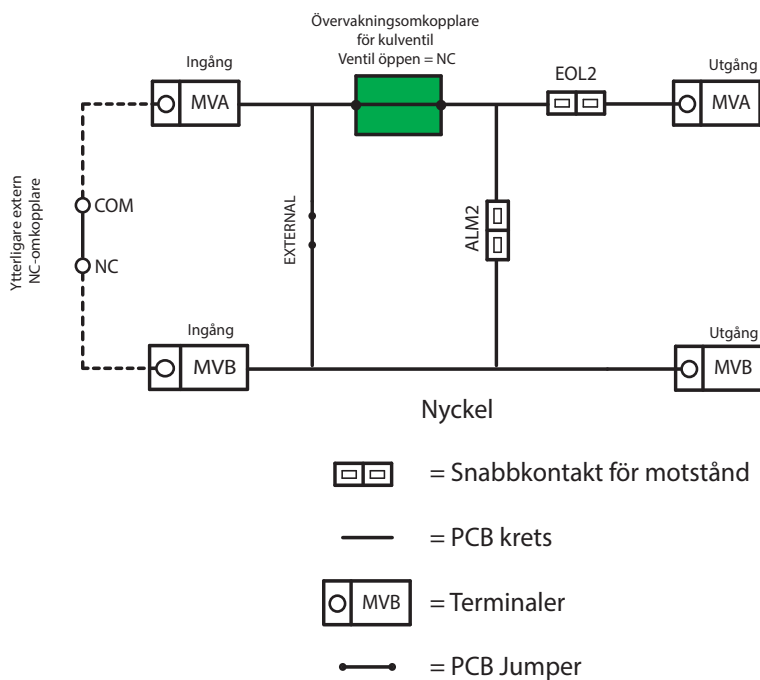 Övervakningsomkopplare
för kulventil
Ventil öppen = NC
Ingång
MVA
EOL2
Utgång
MVA
Ytterligare extern
NC-omkopplare
COM
NC
EXTERNAL
ALM2
Ingång
MVB
Utgång
MVB
Nyckel
= Snabbkontakt för motstånd
= PCB krets
MVB
= Terminaler
= PCB Jumper